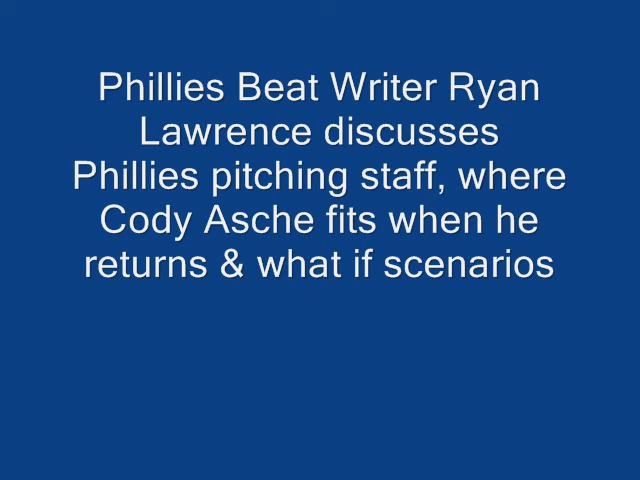 Phillies Beat Writer Ryan
Lawrence discusses
Phillies pitching staff, where
Cody Asche fits when he
returns & what if scenarios